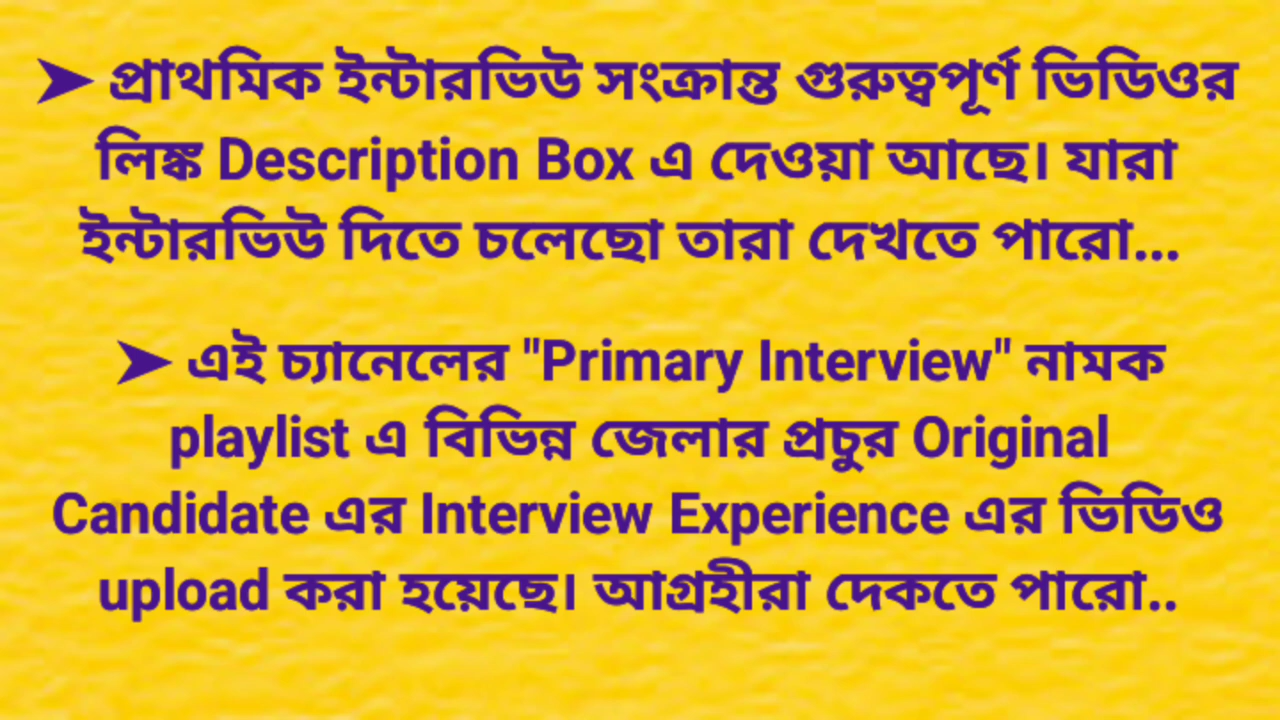 ➤ প্রাথমিক ইন্টারভিউ সংক্রান্ত গুরুত্বপূর্ণ ভিডিওর
লিঙ্ক Description Box এ দেওয়া আছে। যারা
ইন্টারভিউ দিতে চলেছো তারা দেখতে পারো...
➤ এই চ্যানেলের "Primary Interview" নামক
playlist এ বিভিন্ন জেলার প্রচুর Original
Candidate এর Interview Experience এর ভিডিও
upload করা হয়েছে। আগ্রহীরা দেকতে পারো..